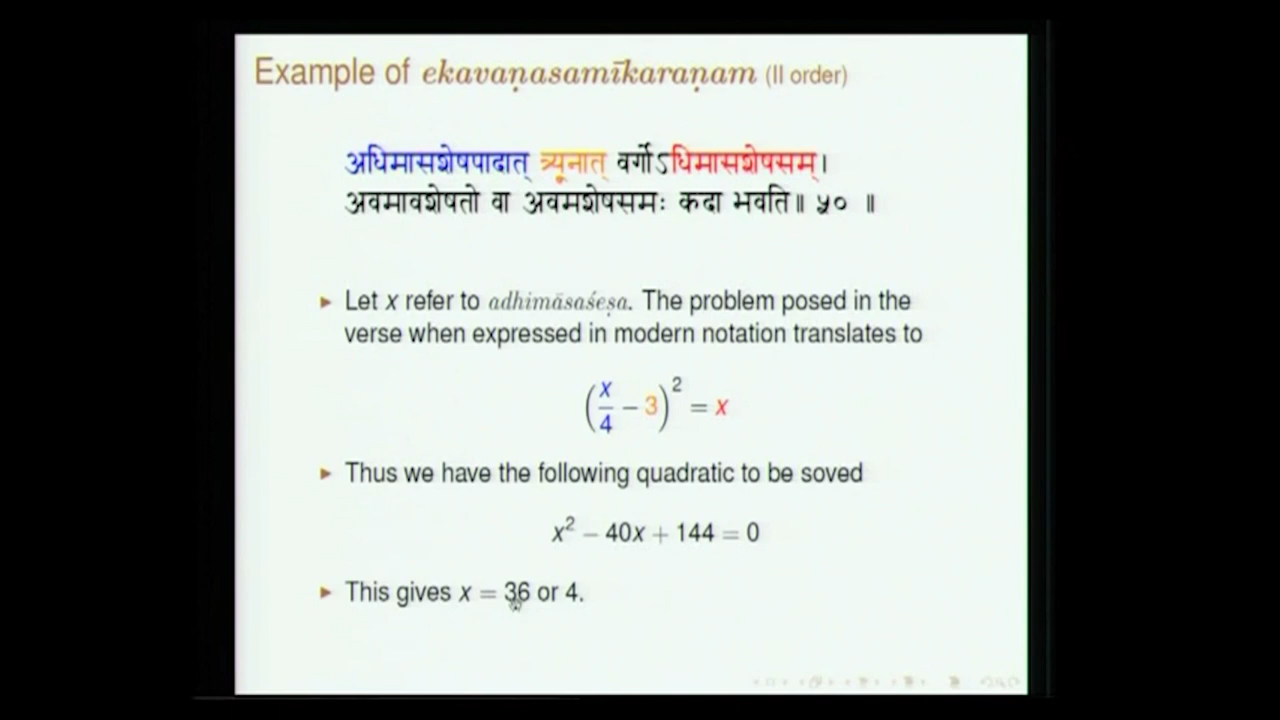 Example of ekavaṇasamīkaraṇam (II order)
अधिमासशेषपादात् त्र्यूनात् वर्गोऽधिमासशेषसम्।
अवमावशेषतो वा अवमशेषसमः कदा भवति॥ ५० ॥
▸ Let x refer to adhimāsaśeṣa. The problem posed in the
verse when expressed in modern notation translates to
(x/4 − 3)² = x
▸ Thus we have the following quadratic to be soved
x² − 40x + 144 = 0
▸ This gives x = 36 or 4.